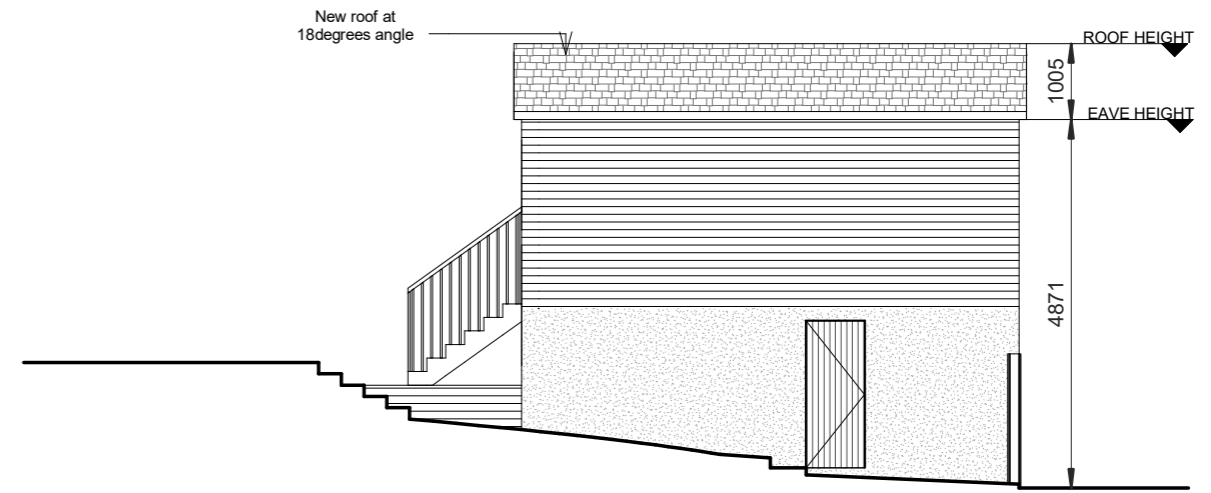 New roof at
18degrees angle
ROOF HEIGHT
1005
EAVE HEIGHT
4871